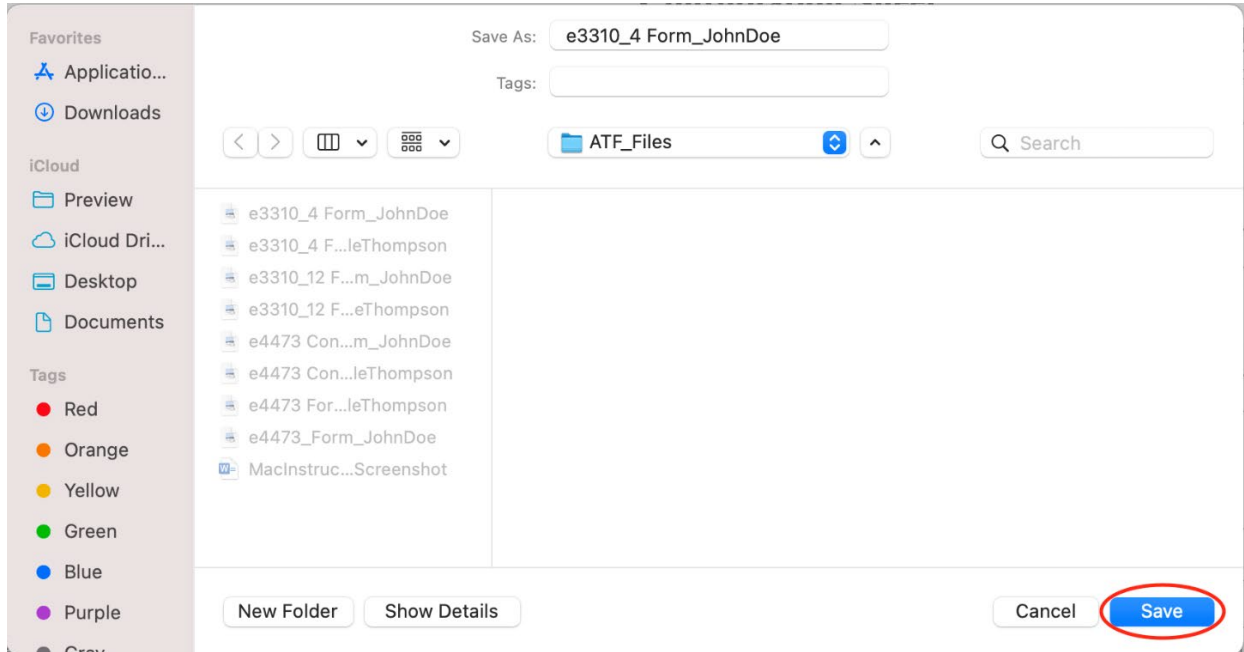 Favorites
Applicatio...
Downloads
iCloud
Preview
iCloud Dri...
Desktop
Documents
Tags
Red
Orange
Yellow
Green
Blue
Purple
Gray
Save As: e3310_4 Form_JohnDoe
Tags:
ATF_Files
Search
e3310_4 Form_JohnDoe
e3310_4 F...leThompson
e3310_12 F...m_JohnDoe
e3310_12 F...eThompson
e4473 Con...m_JohnDoe
e4473 Con...leThompson
e4473 For...leThompson
e4473_Form_JohnDoe
MacInstruc...Screenshot
New Folder Show Details Cancel Save